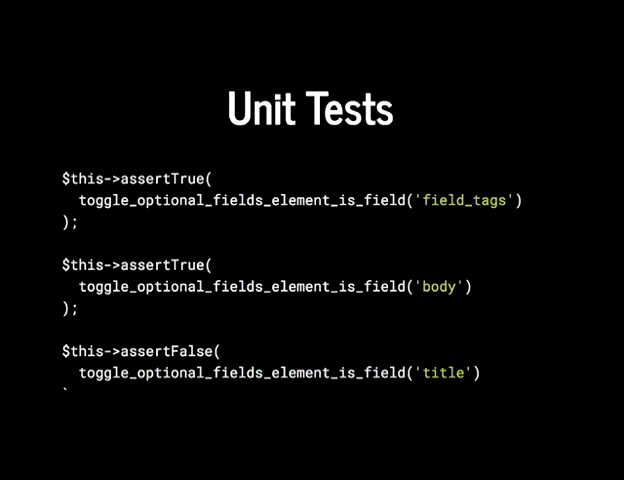 Unit Tests
$this->assertTrue(
toggle_optional_fields_element_is_field('field_tags')
);
$this->assertTrue(
toggle_optional_fields_element_is_field('body')
);
$this->assertFalse(
toggle_optional_fields_element_is_field('title')